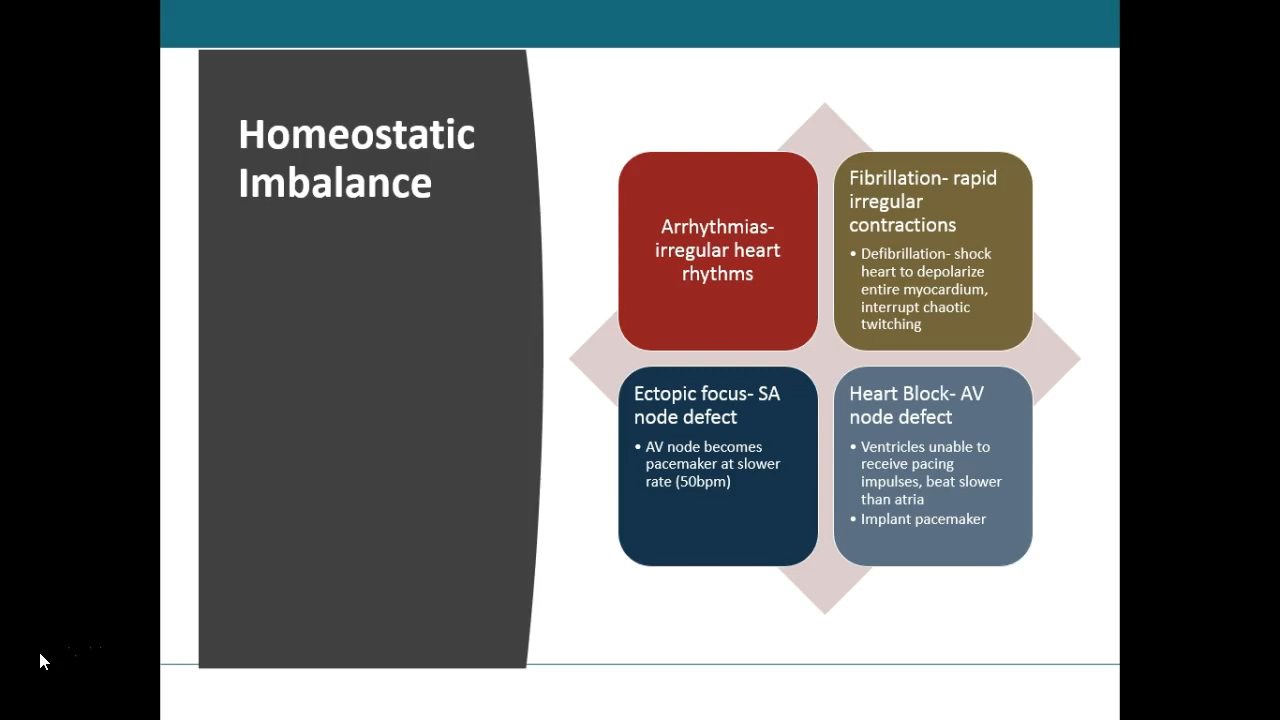 Homeostatic
Imbalance
Arrhythmias-
irregular heart
rhythms
Fibrillation- rapid
irregular
contractions
• Defibrillation- shock
heart to depolarize
entire myocardium,
interrupt chaotic
twitching
Ectopic focus- SA
node defect
• AV node becomes
pacemaker at slower
rate (50bpm)
Heart Block- AV
node defect
• Ventricles unable to
receive pacing
impulses, beat slower
than atria
• Implant pacemaker